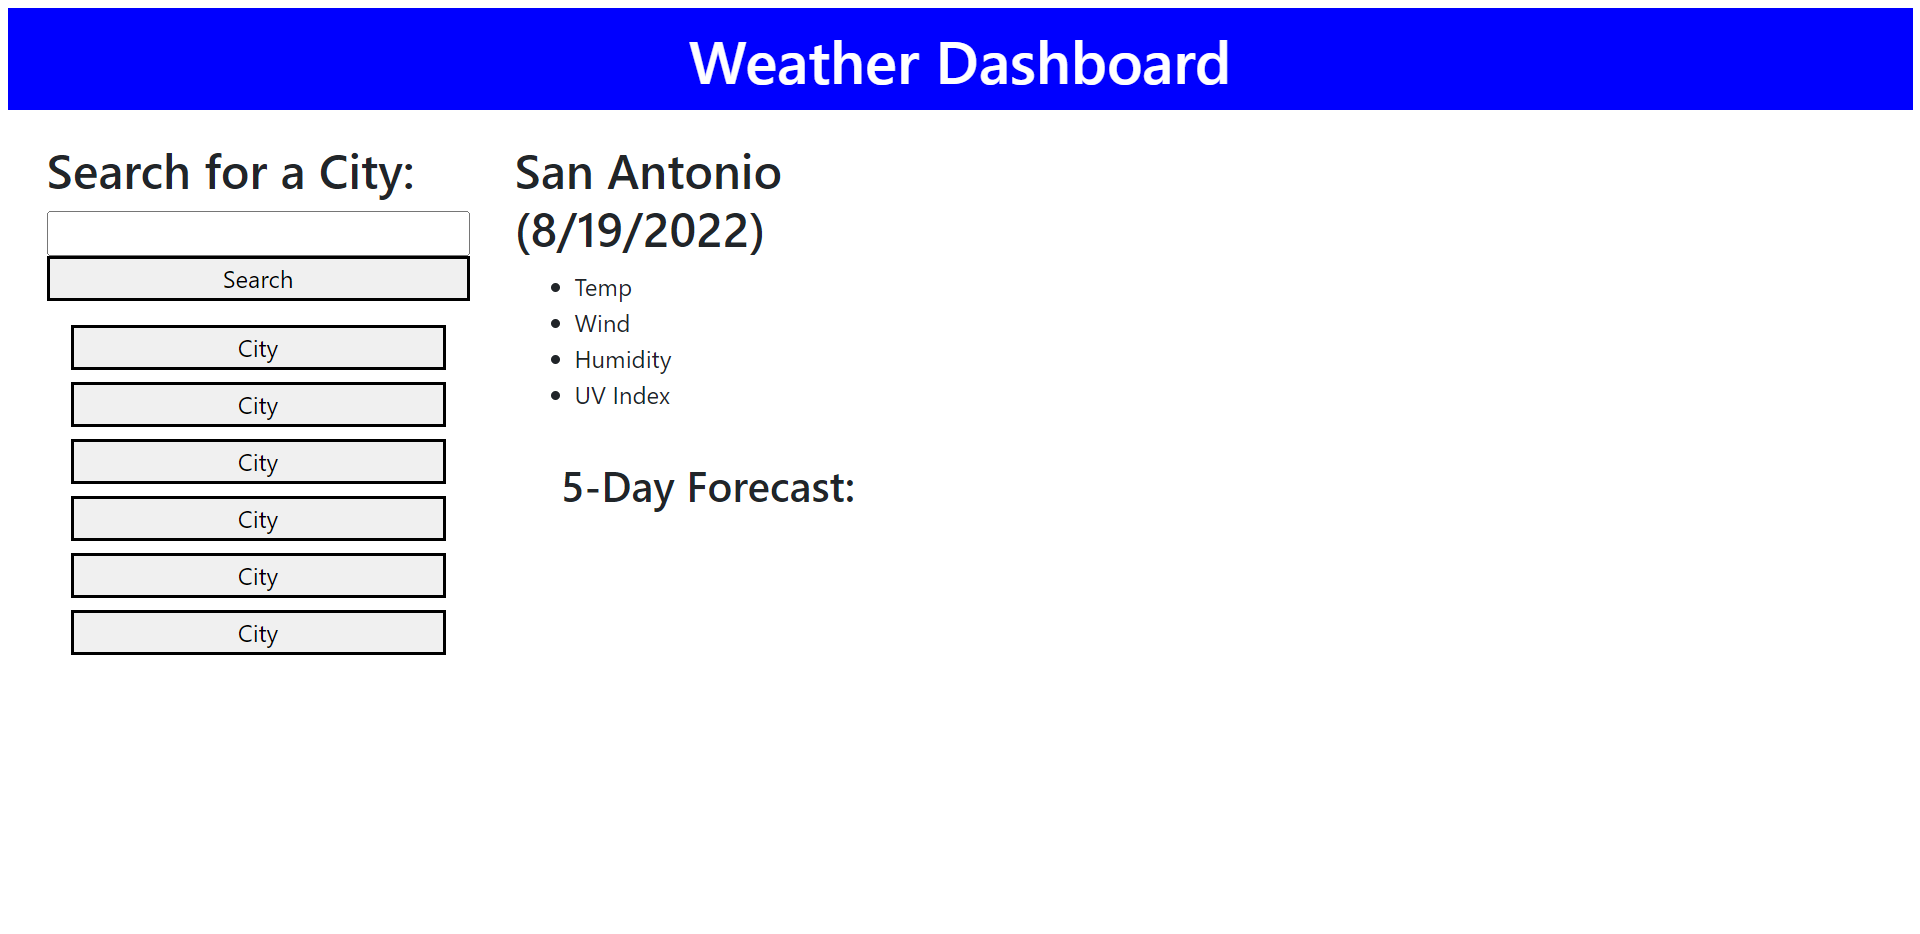 Weather Dashboard
Search for a City:
Search
City
City
City
City
City
City
San Antonio
(8/19/2022)
Temp
Wind
Humidity
UV Index
5-Day Forecast: